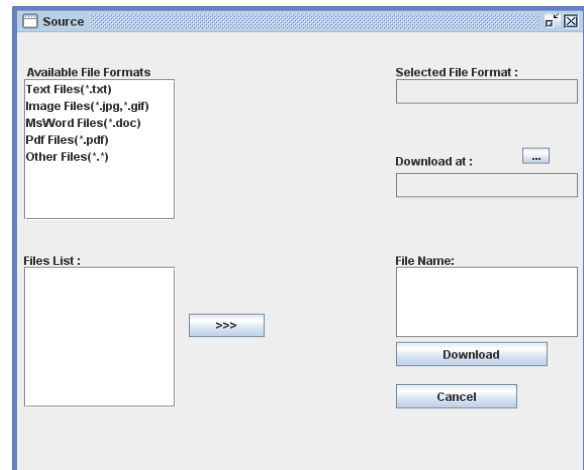 Source
Available File Formats
Text Files(*.txt)
Image Files(*.jpg,*.gif)
MsWord Files(*.doc)
Pdf Files(*.pdf)
Other Files(*.*)
Selected File Format :
Download at :
...
Files List :
>>>
File Name:
Download
Cancel